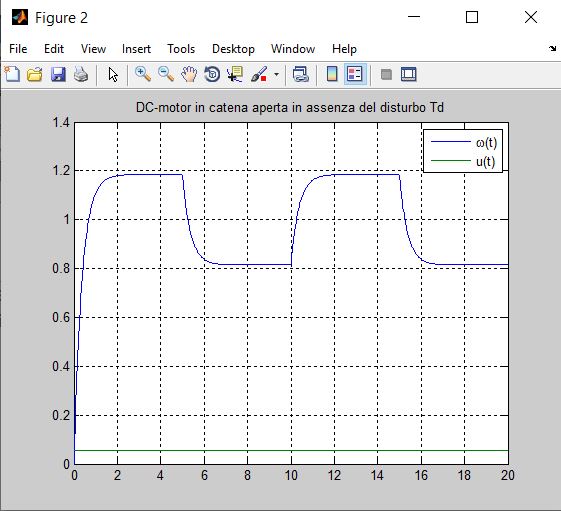 Figure 2
File Edit View Insert Tools Desktop Window Help
DC-motor in catena aperta in assenza del disturbo Td
ω(t)
u(t)
1.4
1.2
1
0.8
0.6
0.4
0.2
0
0 2 4 6 8 10 12 14 16 18 20